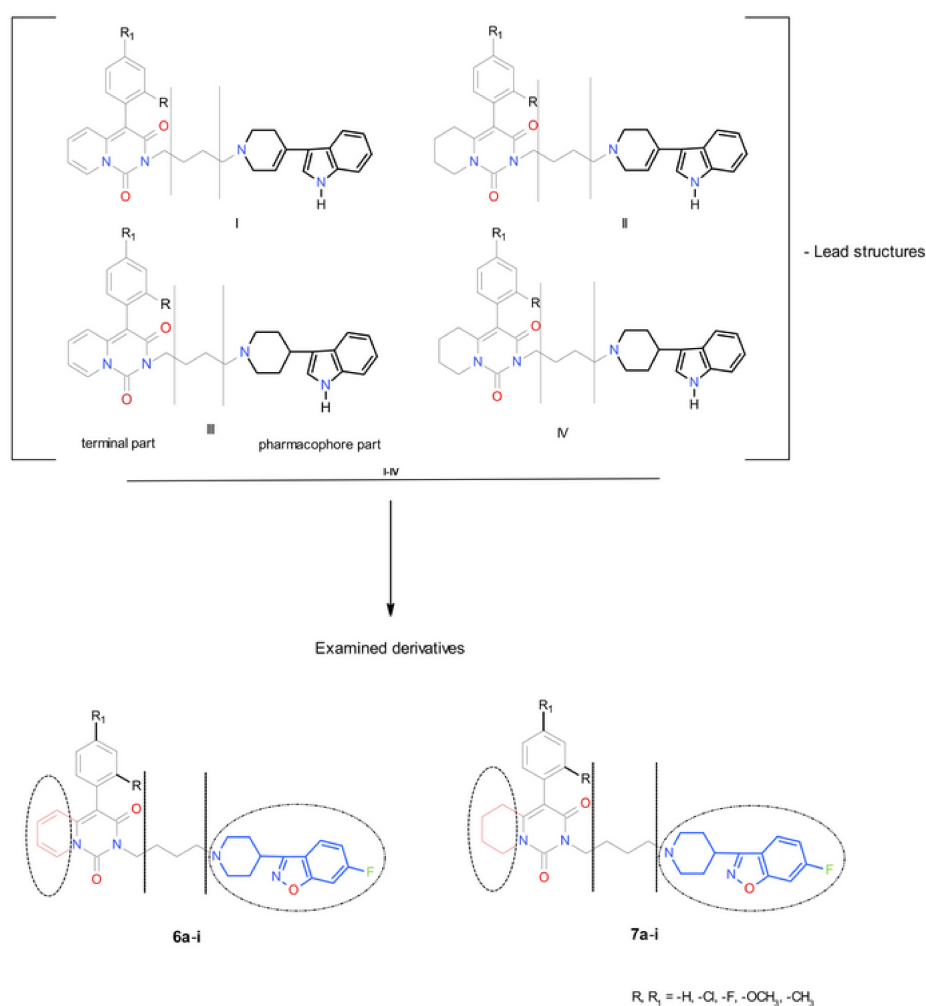 R1
R1
R
R
O
O
N
N
N
N
N
N
O
O
N
N
H
H
I
II
- Lead structures
R1
R1
R
R
O
O
N
N
N
N
N
N
O
O
N
N
H
H
III
IV
terminal part
pharmacophore part
I-IV
Examined derivatives
R1
R1
R
R
O
O
N
N
N
N
N
N
O
O
N
O
F
N
O
F
6a-i
7a-i
R, R1 = -H, -Cl, -F, -OCH3, -CH3